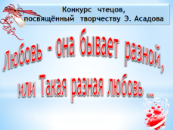 Конкурс чтецов,
посвящённый творчеству Э. Асадова
Любовь - она бывает разной,
или Такая разная любовь ...